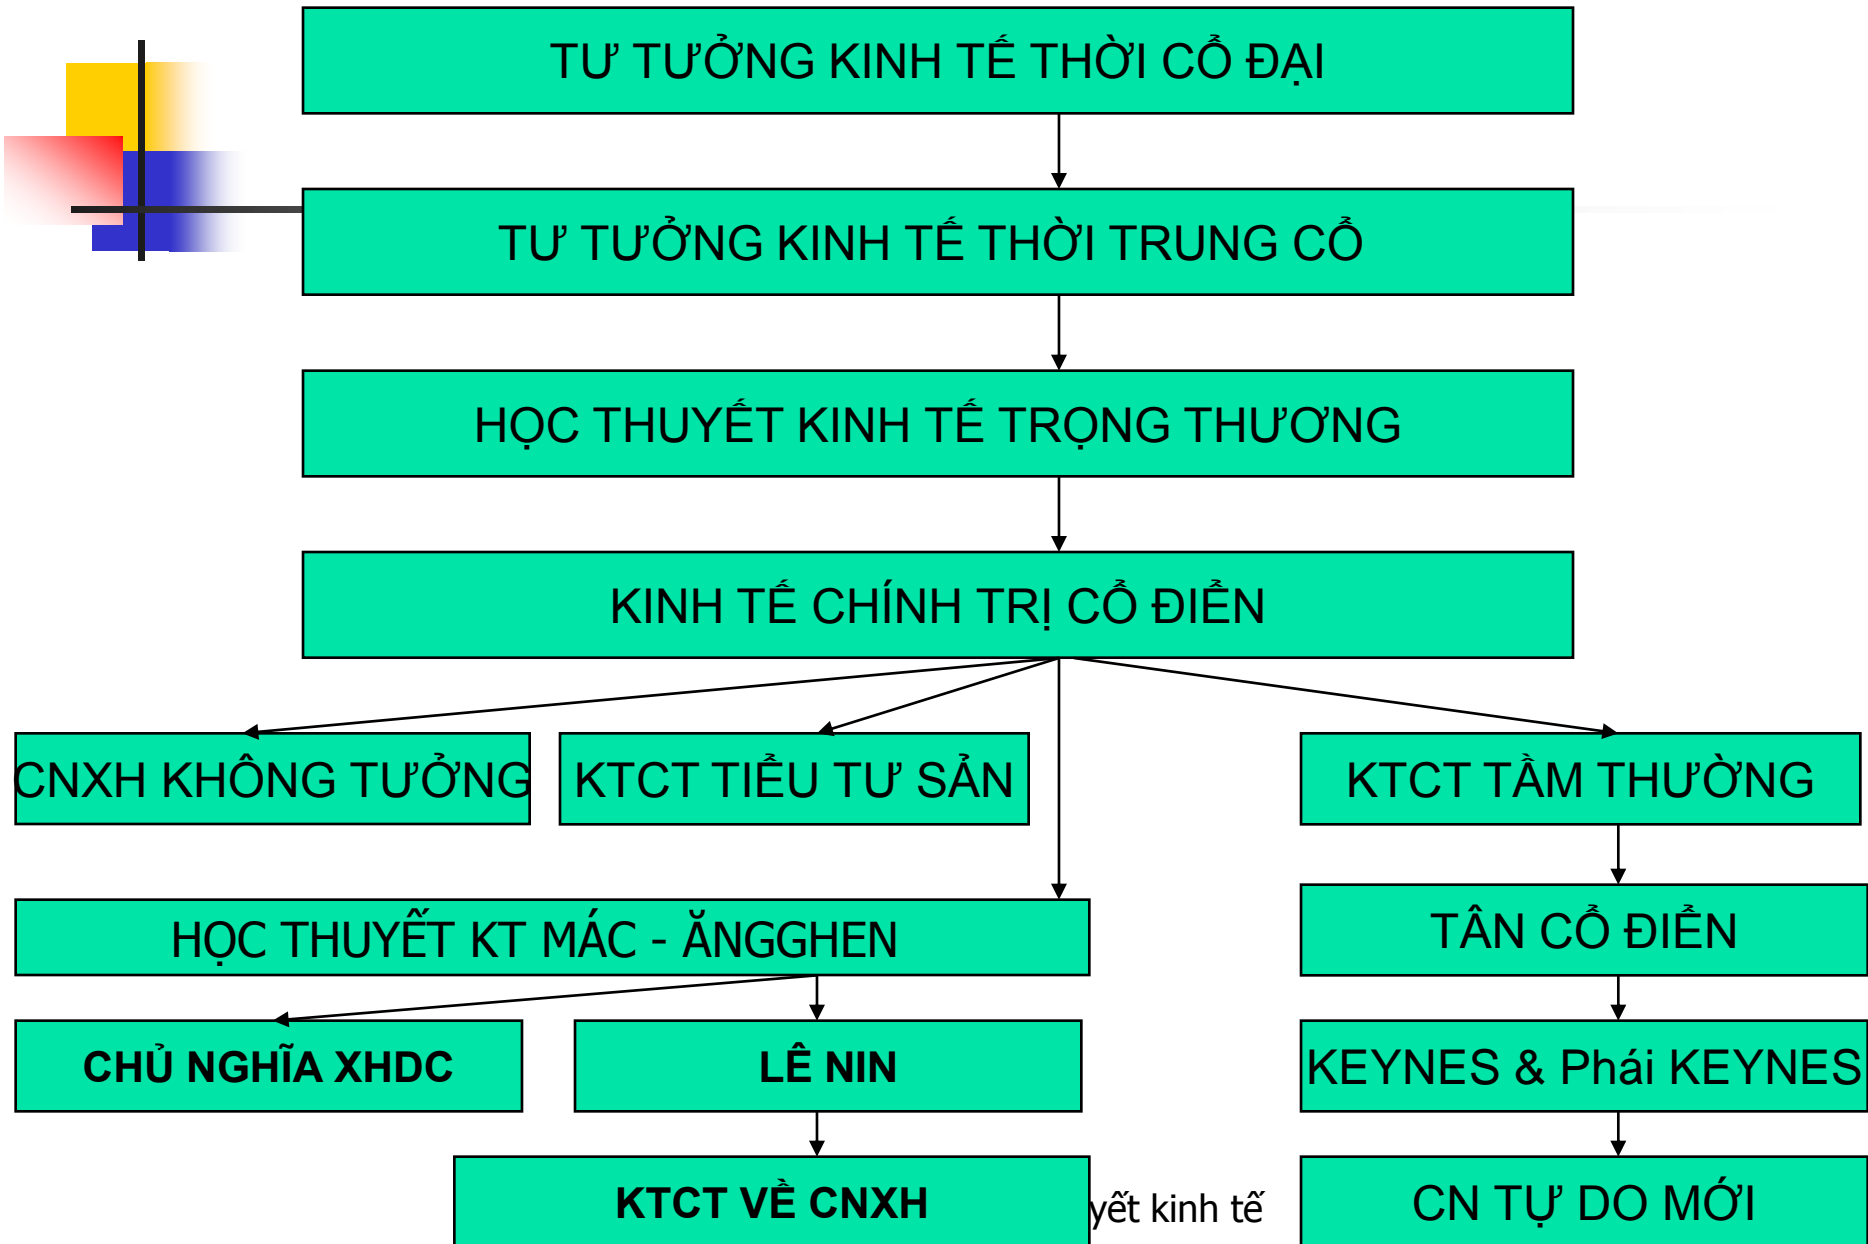 TƯ TƯỞNG KINH TẾ THỜI CỔ ĐẠI
TƯ TƯỞNG KINH TẾ THỜI TRUNG CỔ
HỌC THUYẾT KINH TẾ TRỌNG THƯƠNG
KINH TẾ CHÍNH TRỊ CỔ ĐIỂN
CNXH KHÔNG TƯỞNG
KTCT TIỂU TƯ SẢN
KTCT TẦM THƯỜNG
HỌC THUYẾT KT MÁC - ĂNGGHEN
TÂN CỔ ĐIỂN
CHỦ NGHĨA XHDC
LÊ NIN
KEYNES & Phái KEYNES
KTCT VỀ CNXH
yết kinh tế
CN TỰ DO MỚI